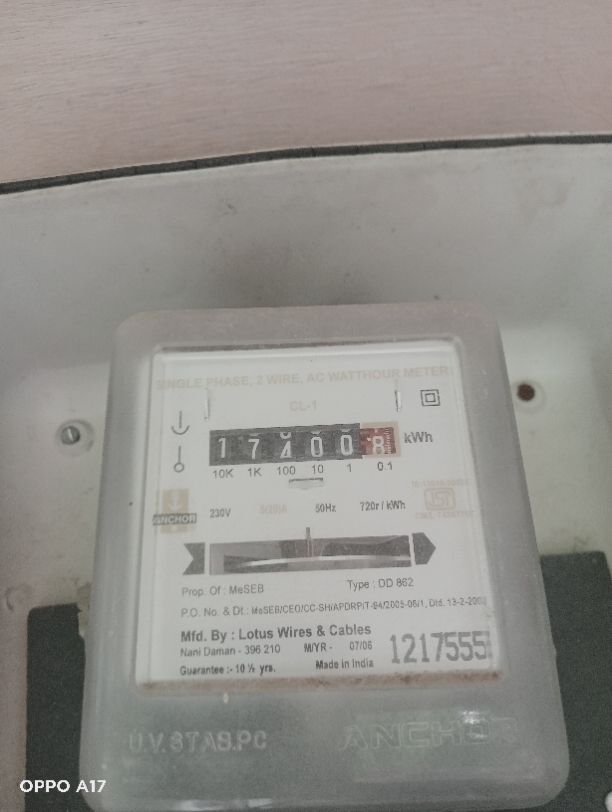 SINGLE PHASE, 2 WIRE, AC WATTHOUR METER
CL-1
1 7 4 0 0 8 kWh
10K 1K 100 10 1 0.1
ANCHOR
230V 5(20)A 50Hz 720r / kWh
Prop. Of : MeSEB Type : DD 862
P.O. No. & Dt.: MeSEB/CEO/CC-SH/APDRP/T-94/2005-06/1, Dtd. 13-2-
Mfd. By : Lotus Wires & Cables
Nani Daman - 396 210 M/YR - 07/06
Guarantee :- 10 ½ yrs. Made in India
1217555
U.V.STAB.PC ANCHOR
OPPO A17